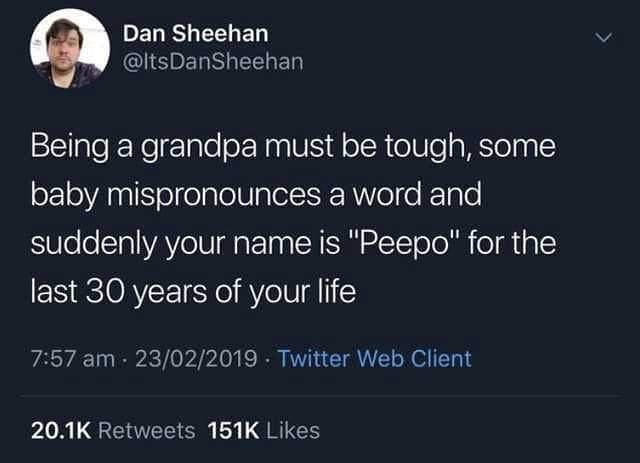 Dan Sheehan
@ItsDanSheehan
Being a grandpa must be tough, some
baby mispronounces a word and
suddenly your name is "Peepo" for the
last 30 years of your life
7:57 am · 23/02/2019 · Twitter Web Client
20.1K Retweets 151K Likes